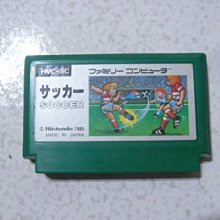 HVC-SC
ファミリー コンピュータ
サッカー
SOCCER
© Nintendo 1985
MADE IN JAPAN